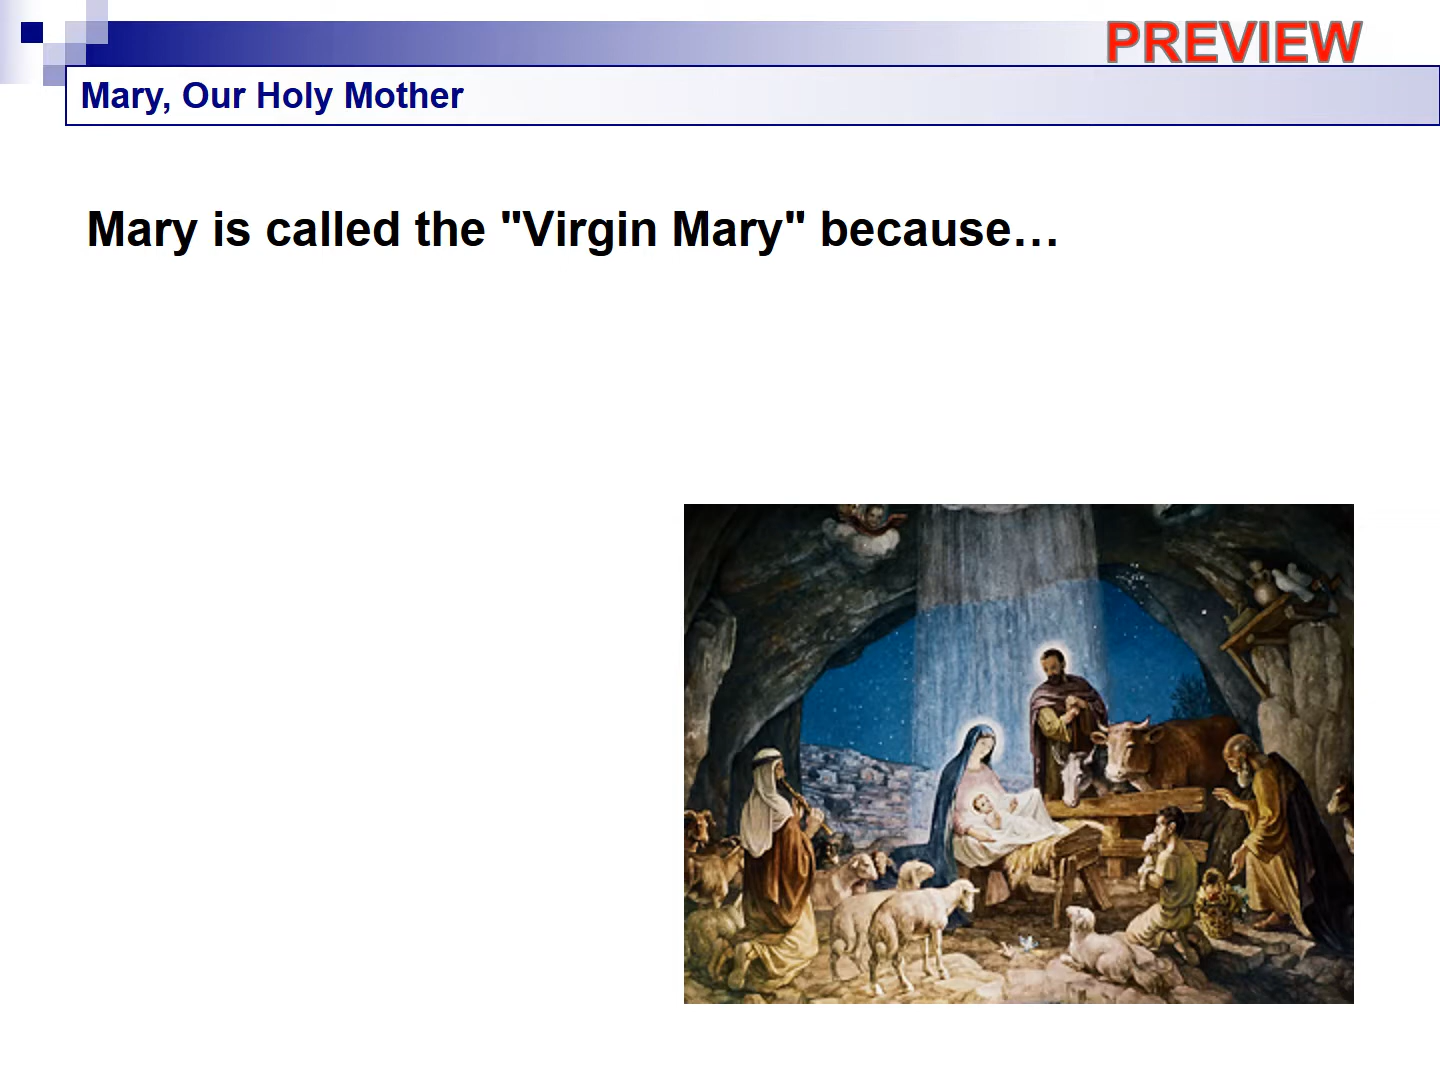 PREVIEW
Mary, Our Holy Mother
Mary is called the "Virgin Mary" because…